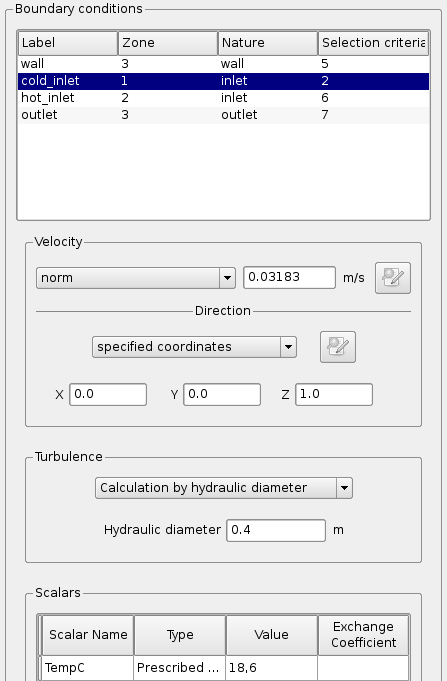 Boundary conditions
Label Zone Nature Selection criteria
wall 3 wall 5
cold_inlet 1 inlet 2
hot_inlet 2 inlet 6
outlet 3 outlet 7
Velocity
norm 0.03183 m/s
Direction
specified coordinates
X 0.0 Y 0.0 Z 1.0
Turbulence
Calculation by hydraulic diameter
Hydraulic diameter 0.4 m
Scalars
Scalar Name Type Value Exchange
Coefficient
TempC Prescribed ... 18,6